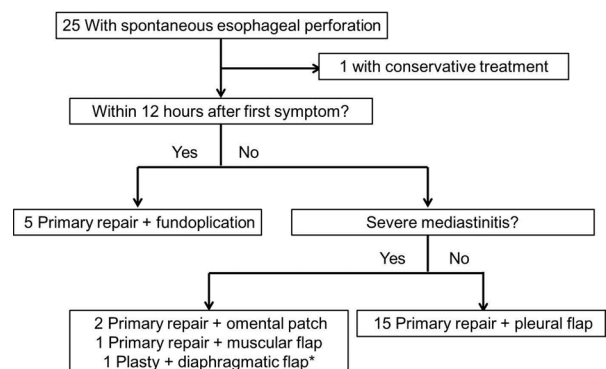 25 With spontaneous esophageal perforation
1 with conservative treatment
Within 12 hours after first symptom?
Yes No
5 Primary repair + fundoplication
Severe mediastinitis?
Yes No
2 Primary repair + omental patch
1 Primary repair + muscular flap
1 Plasty + diaphragmatic flap*
15 Primary repair + pleural flap